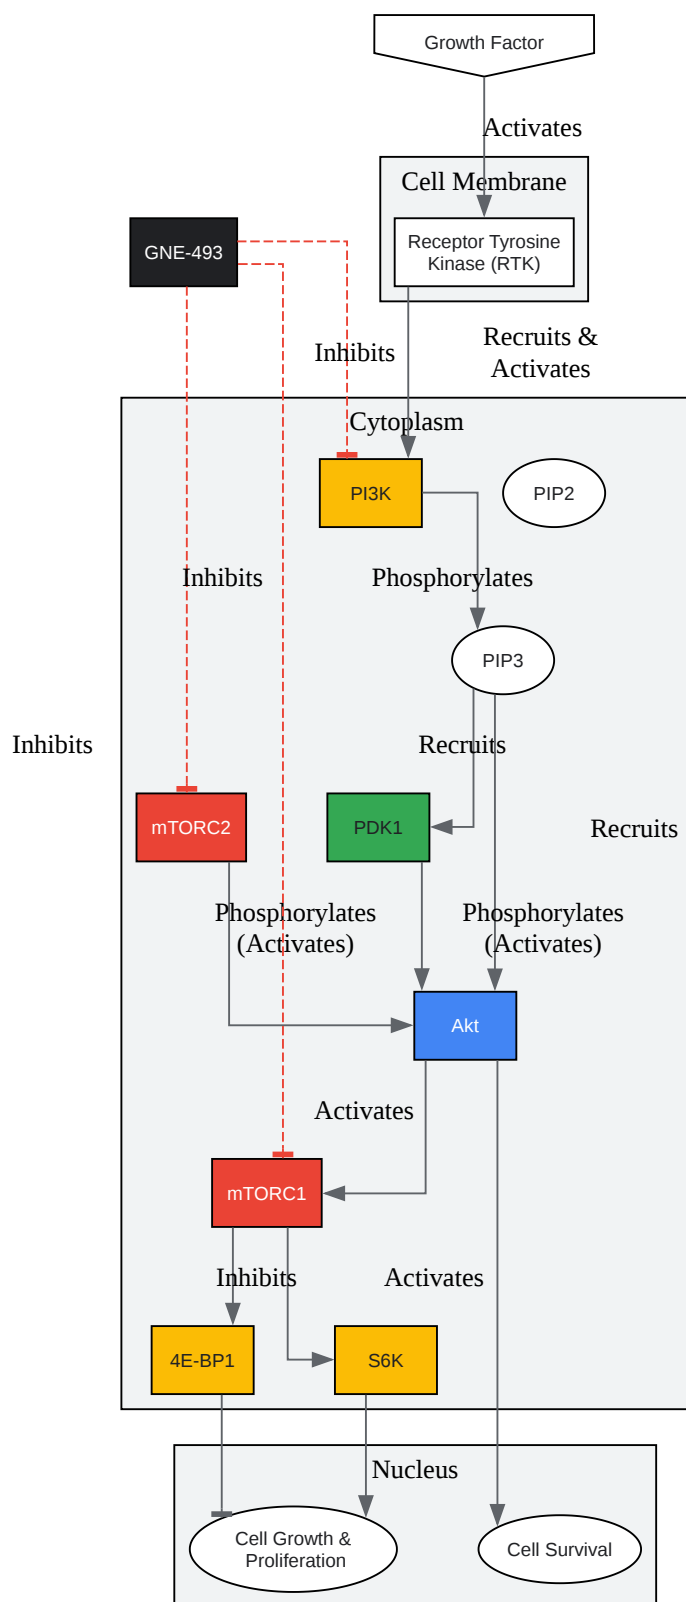 Growth Factor
Activates
Cell Membrane
GNE-493
Receptor Tyrosine
Kinase (RTK)
Inhibits
Recruits &
Activates
Cytoplasm
PI3K
PIP2
Inhibits
Phosphorylates
PIP3
Inhibits
Recruits
mTORC2
PDK1
Recruits
Phosphorylates
(Activates)
Phosphorylates
(Activates)
Akt
Activates
mTORC1
Inhibits
Activates
4E-BP1
S6K
Nucleus
Cell Growth &
Proliferation
Cell Survival